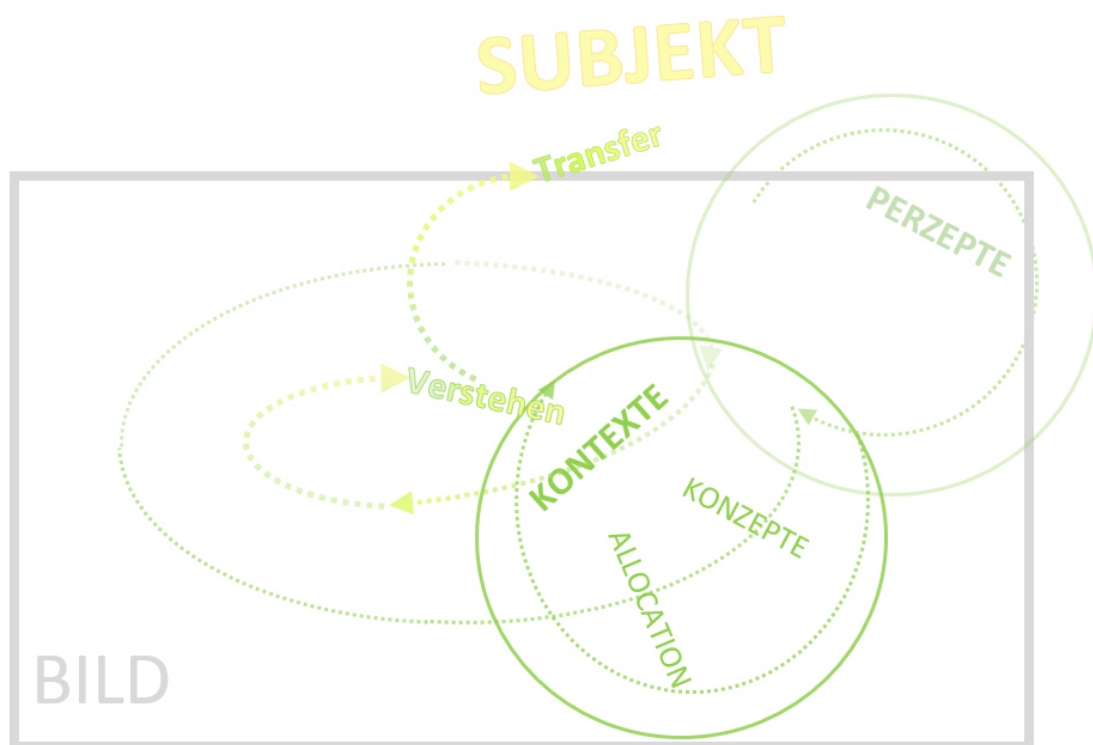 SUBJEKT
Transfer
PERZEPTE
Verstehen
KONTEXTE
KONZEPTE
ALLOCATION
BILD